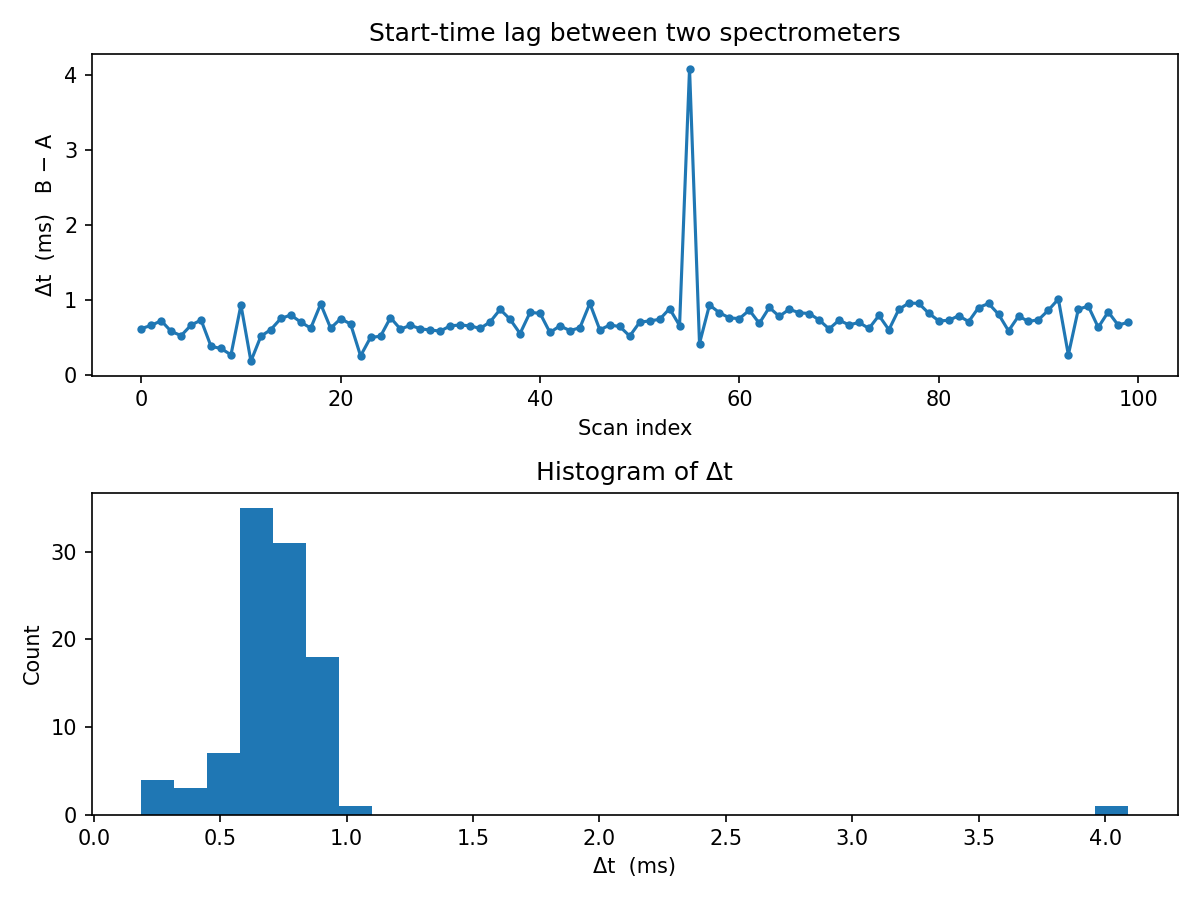 Start-time lag between two spectrometers
Δt  (ms)   B − A
4
3
2
1
0
0 20 40 60 80 100
Scan index
Histogram of Δt
Count
30
20
10
0
0.0 0.5 1.0 1.5 2.0 2.5 3.0 3.5 4.0
Δt  (ms)